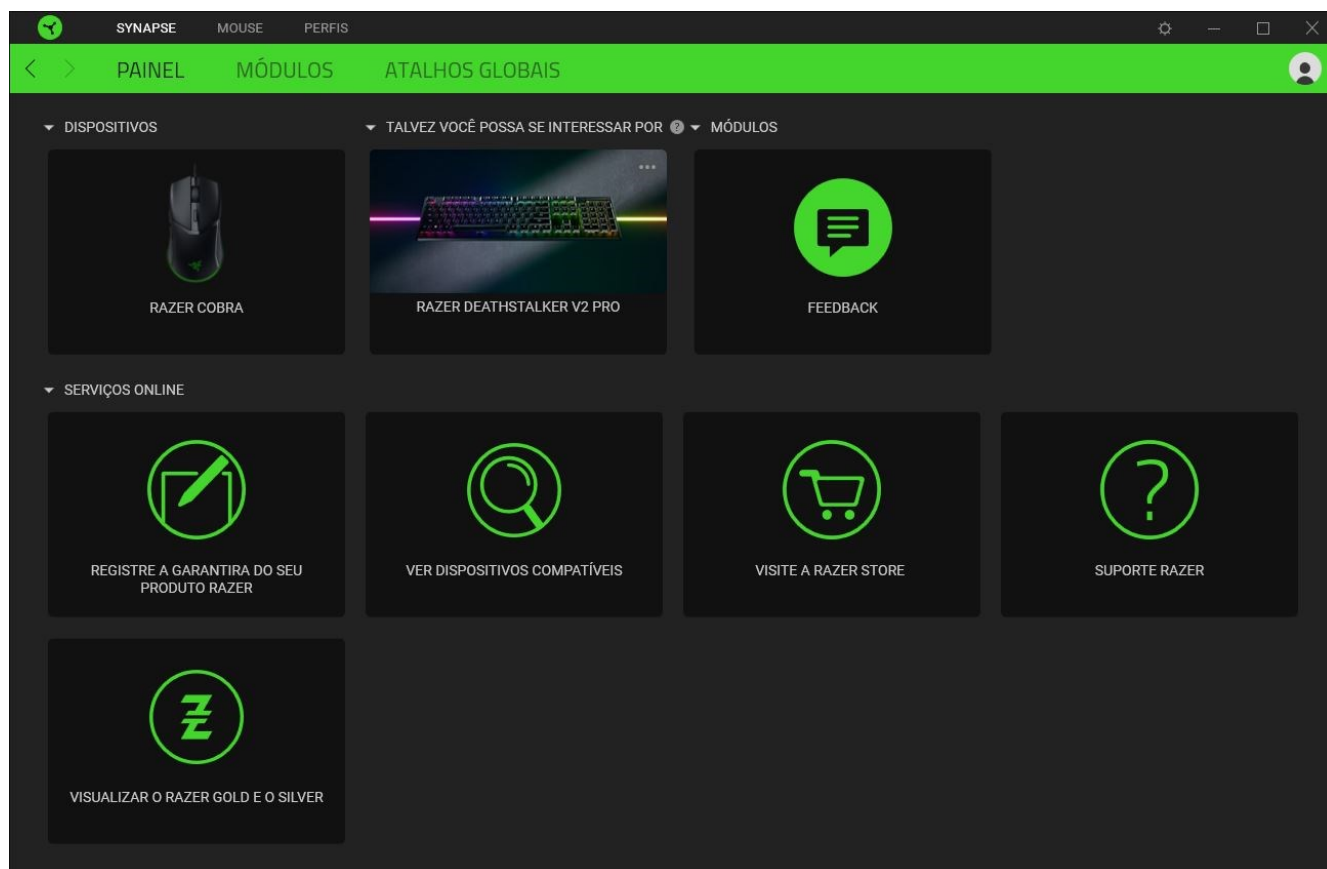 SYNAPSE MOUSE PERFIS
PAINEL MÓDULOS ATALHOS GLOBAIS
DISPOSITIVOS
TALVEZ VOCÊ POSSA SE INTERESSAR POR ?
MÓDULOS
RAZER COBRA
RAZER DEATHSTALKER V2 PRO
FEEDBACK
SERVIÇOS ONLINE
REGISTRE A GARANTIRA DO SEU
PRODUTO RAZER
VER DISPOSITIVOS COMPATÍVEIS
VISITE A RAZER STORE
?
SUPORTE RAZER
VISUALIZAR O RAZER GOLD E O SILVER